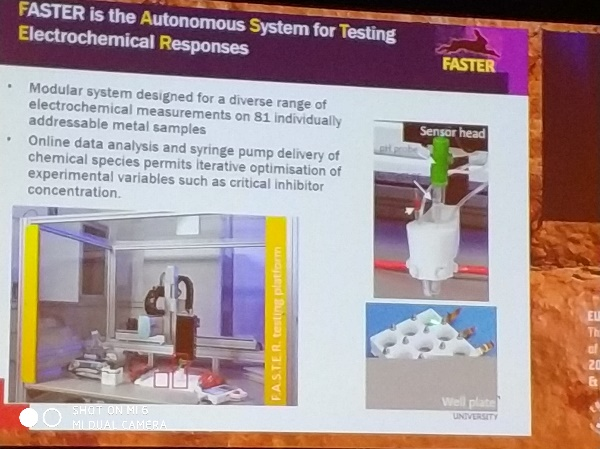 FASTER is the Autonomous System for Testing
Electrochemical Responses
FASTER
• Modular system designed for a diverse range of
electrochemical measurements on 81 individually
addressable metal samples
• Online data analysis and syringe pump delivery of
chemical species permits iterative optimisation of
experimental variables such as critical inhibitor
concentration.
Sensor head
pH probe
F.A.S.T.E.R. testing platform
Well plate
UNIVERSITY
EU
Th
of
20
&
SHOT ON MI 6
MI DUAL CAMERA